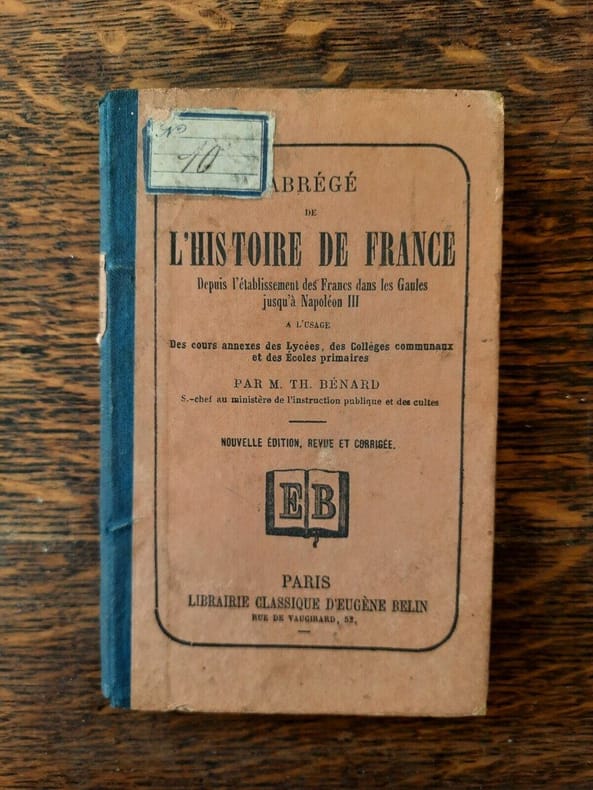 No
10
ABRÉGÉ
DE
L'HISTOIRE DE FRANCE
Depuis l'établissement des Francs dans les Gaules
jusqu'à Napoléon III
A L'USAGE
Des cours annexes des Lycées, des Colléges communaux
et des Écoles primaires
PAR M. TH. BÉNARD
S.-chef au ministère de l'instruction publique et des cultes
NOUVELLE ÉDITION, REVUE ET CORRIGÉE.
EB
PARIS
LIBRAIRIE CLASSIQUE D'EUGÈNE BELIN
RUE DE VAUGIRARD, 52.